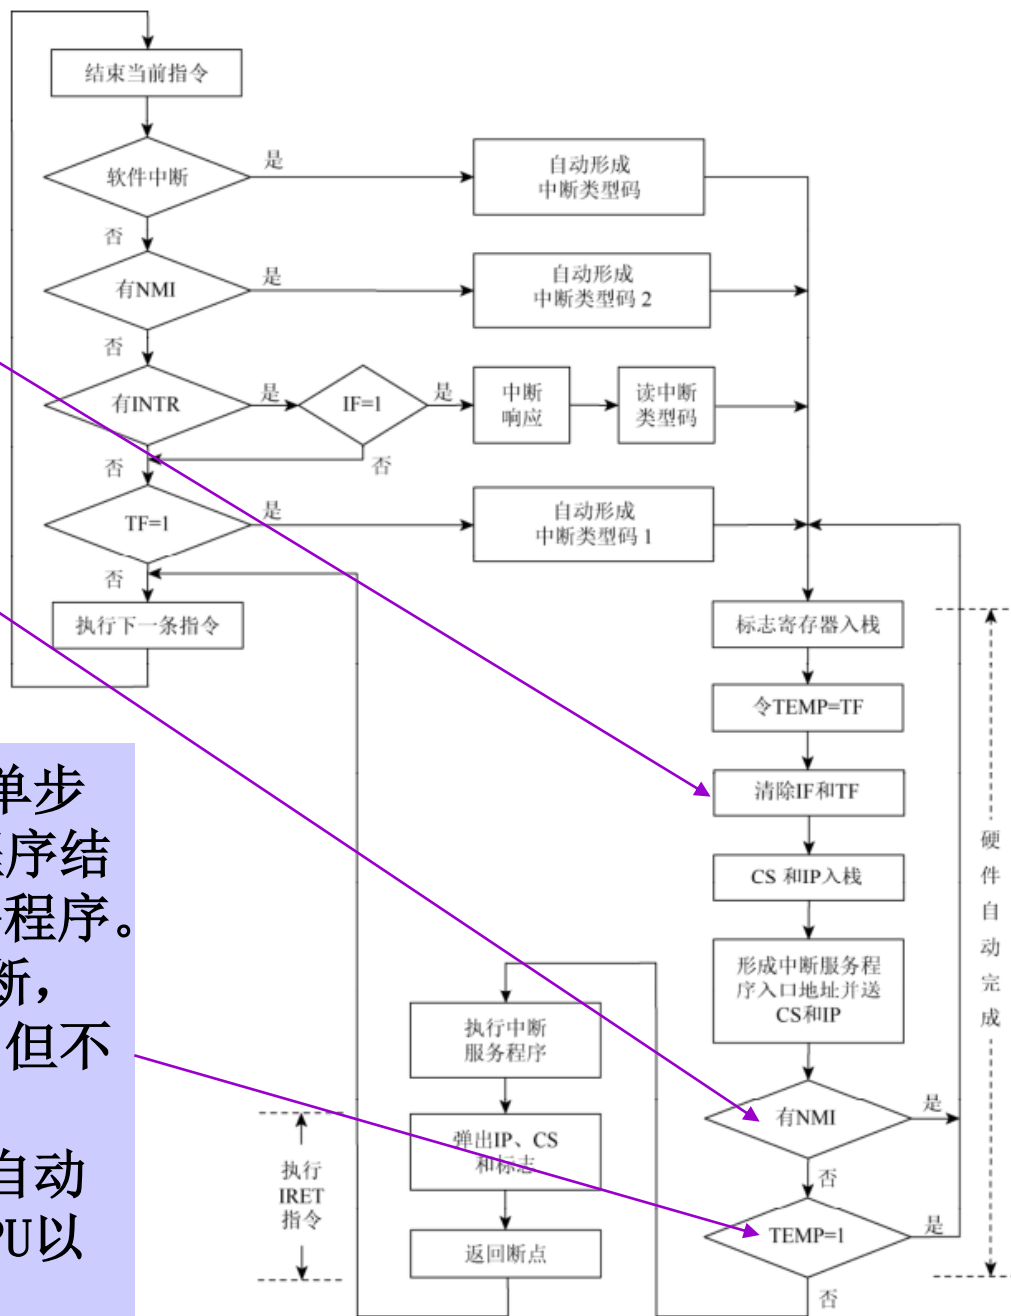 结束当前指令
软件中断
是
自动形成
中断类型码
否
有NMI
是
自动形成
中断类型码 2
否
有INTR
是
IF=1
是
中断
响应
读中断
类型码
否
否
TF=1
是
自动形成
中断类型码 1
否
执行下一条指令
标志寄存器入栈
令TEMP=TF
清除IF和TF
CS 和IP入栈
形成中断服务程
序入口地址并送
CS和IP
有NMI
是
否
TEMP=1
是
否
硬件自动完成
执行中断
服务程序
弹出IP、CS
和标志
返回断点
执行
IRET
指令
单步
程序结
程序。
断,
但不
自动
PU以